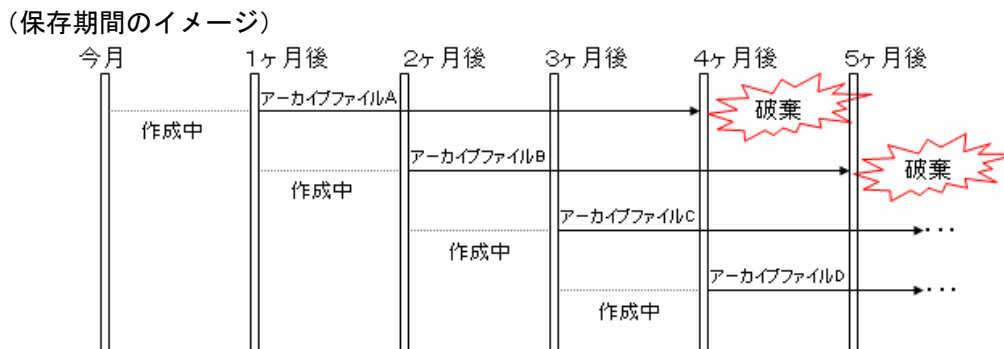 （保存期間のイメージ）
今月 1ヶ月後 2ヶ月後 3ヶ月後 4ヶ月後 5ヶ月後
アーカイブファイルA
破棄
作成中
アーカイブファイルB
破棄
作成中
アーカイブファイルC
・・・
作成中
アーカイブファイルD
・・・
作成中